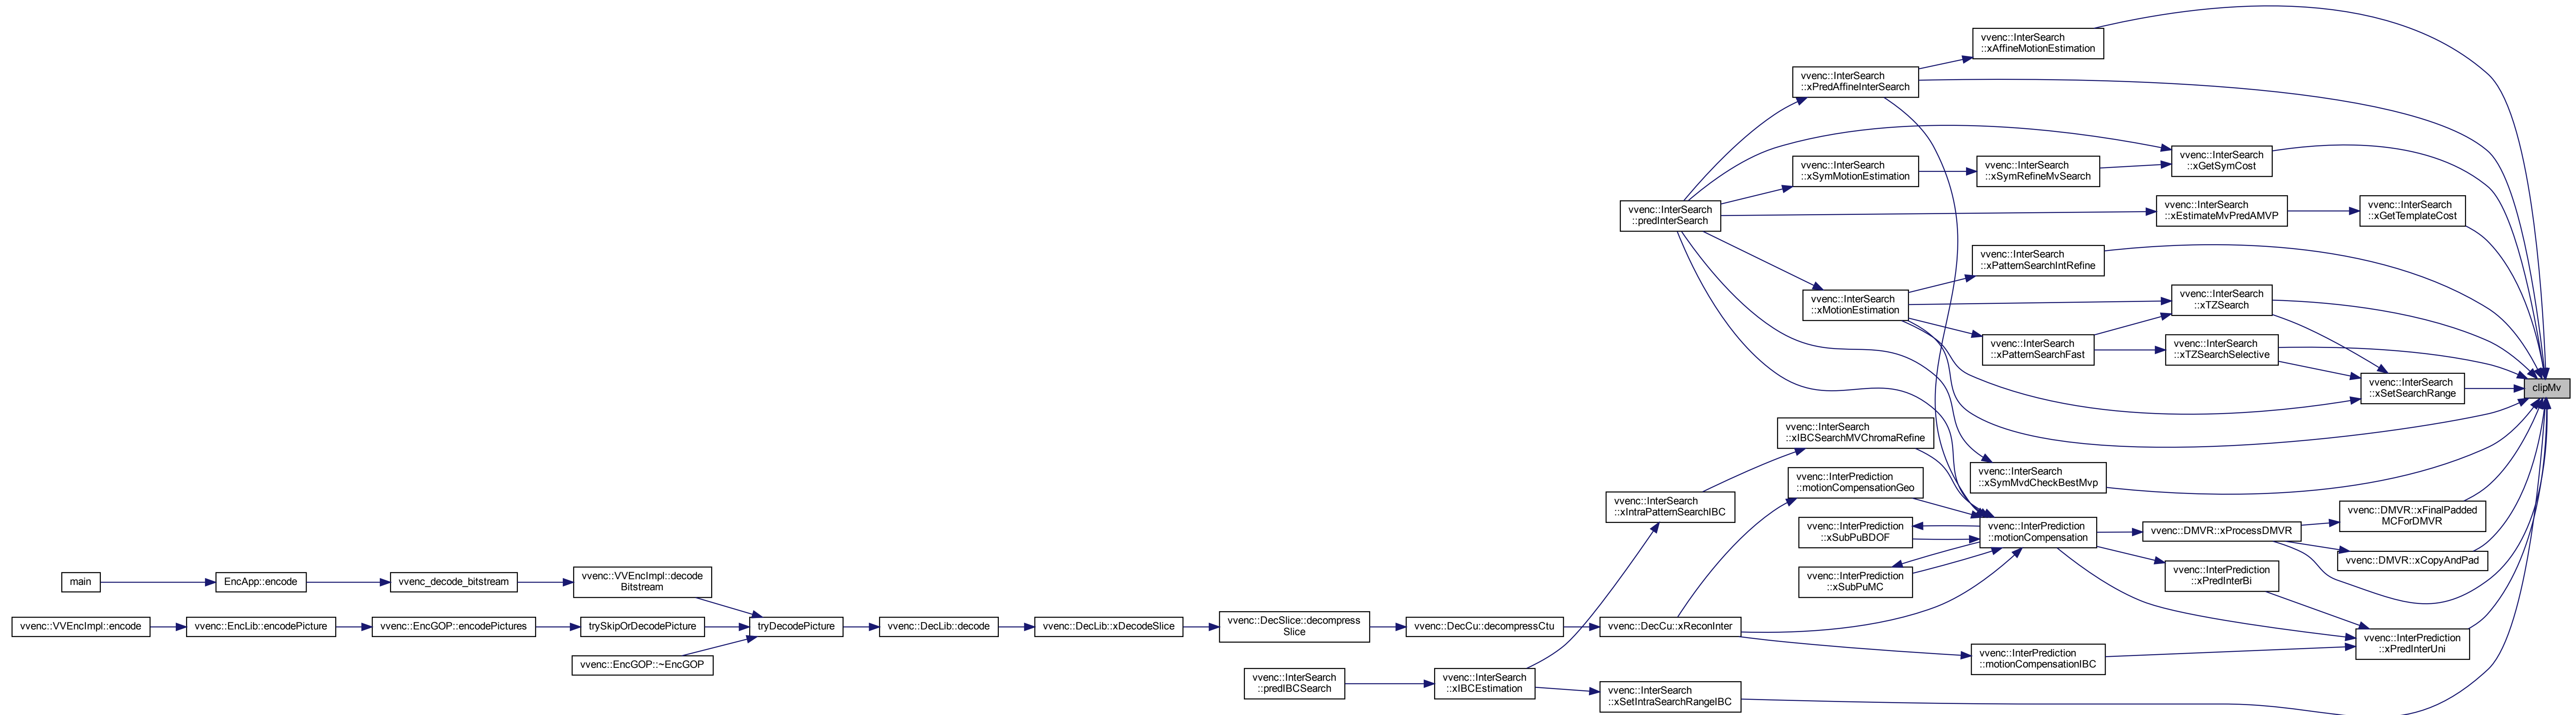 vvenc::InterSearch
::xAffineMotionEstimation
vvenc::InterSearch
::xPredAffineInterSearch
vvenc::InterSearch
::xGetSymCost
vvenc::InterSearch
::xSymMotionEstimation
vvenc::InterSearch
::xSymRefineMvSearch
vvenc::InterSearch
::predInterSearch
vvenc::InterSearch
::xEstimateMvPredAMVP
vvenc::InterSearch
::xGetTemplateCost
vvenc::InterSearch
::xPatternSearchIntRefine
vvenc::InterSearch
::xMotionEstimation
vvenc::InterSearch
::xTZSearch
vvenc::InterSearch
::xPatternSearchFast
vvenc::InterSearch
::xTZSearchSelective
vvenc::InterSearch
::xSetSearchRange
clipMv
vvenc::InterSearch
::xIBCSearchMVChromaRefine
vvenc::InterPrediction
::motionCompensationGeo
vvenc::InterSearch
::xSymMvdCheckBestMvp
vvenc::InterSearch
::xIntraPatternSearchIBC
vvenc::InterPrediction
::xSubPuBDOF
vvenc::InterPrediction
::motionCompensation
vvenc::DMVR::xProcessDMVR
vvenc::DMVR::xFinalPadded
MCForDMVR
vvenc::DMVR::xCopyAndPad
vvenc::InterPrediction
::xSubPuMC
vvenc::InterPrediction
::xPredInterBi
main
EncApp::encode
vvenc_decode_bitstream
vvenc::VVEncImpl::decode
Bitstream
vvenc::VVEncImpl::encode
vvenc::EncLib::encodePicture
vvenc::EncGOP::encodePictures
trySkipOrDecodePicture
tryDecodePicture
vvenc::DecLib::decode
vvenc::DecLib::xDecodeSlice
vvenc::DecSlice::decompress
Slice
vvenc::DecCu::decompressCtu
vvenc::DecCu::xReconInter
vvenc::InterPrediction
::xPredInterUni
vvenc::InterPrediction
::motionCompensationIBC
vvenc::EncGOP::~EncGOP
vvenc::InterSearch
::predIBCSearch
vvenc::InterSearch
::xIBCEstimation
vvenc::InterSearch
::xSetIntraSearchRangeIBC